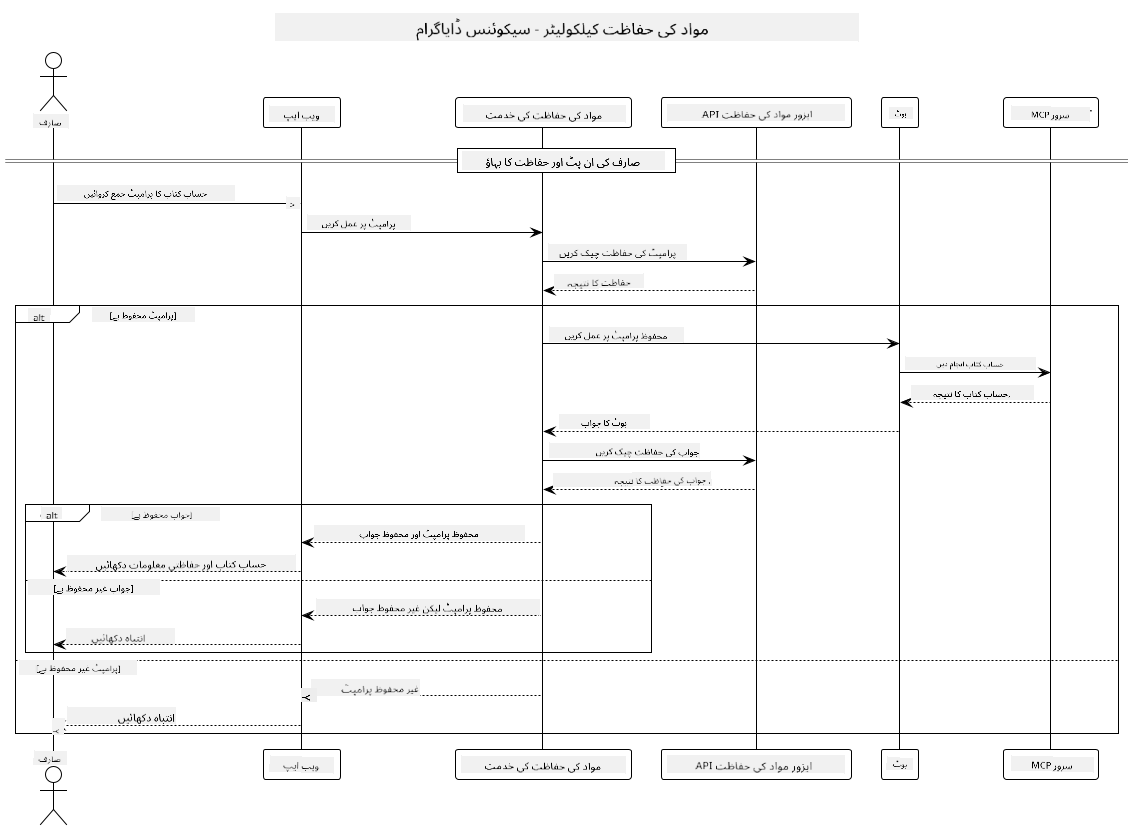 مواد کی حفاظت کیلکولیٹر - سیکوئنس ڈایاگرام
صارف
ویب ایپ
مواد کی حفاظت کی خدمت
ایزور مواد کی حفاظت API
بوٹ
MCP سرور
صارف کی ان پٹ اور حفاظت کا بہاؤ
حساب کتاب کا پرامپٹ جمع کروائیں
پرامپٹ پر عمل کریں
پرامپٹ کی حفاظت چیک کریں
حفاظت کا نتیجہ
alt
[پرامپٹ محفوظ ہے]
محفوظ پرامپٹ پر عمل کریں
حساب کتاب انجام دیں
حساب کتاب کا نتیجہ.
بوٹ کا جواب
جواب کی حفاظت چیک کریں
جواب کی حفاظت کا نتیجہ.
alt
[جواب محفوظ ہے]
محفوظ پرامپٹ اور محفوظ جواب
حساب کتاب اور حفاظتی معلومات دکھائیں
[جواب غیر محفوظ ہے]
محفوظ پرامپٹ لیکن غیر محفوظ جواب
انتباہ دکھائیں
[پرامپٹ غیر محفوظ ہے]
غیر محفوظ پرامپٹ
انتباہ دکھائیں
صارف
ویب ایپ
مواد کی حفاظت کی خدمت
ایزور مواد کی حفاظت API
بوٹ
MCP سرور